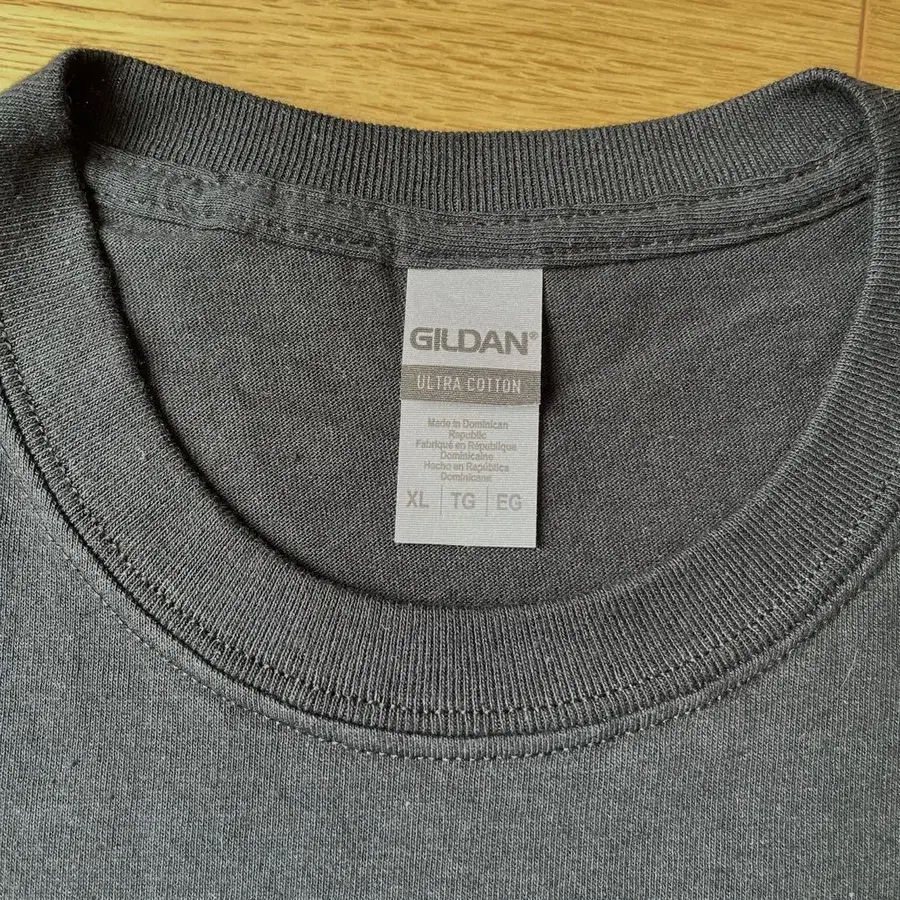 GILDAN®
ULTRA COTTON
Made in Dominican
Republic
Fabriqué en République
Dominicaine
Hecho en República
Dominicana
XL | TG | EG